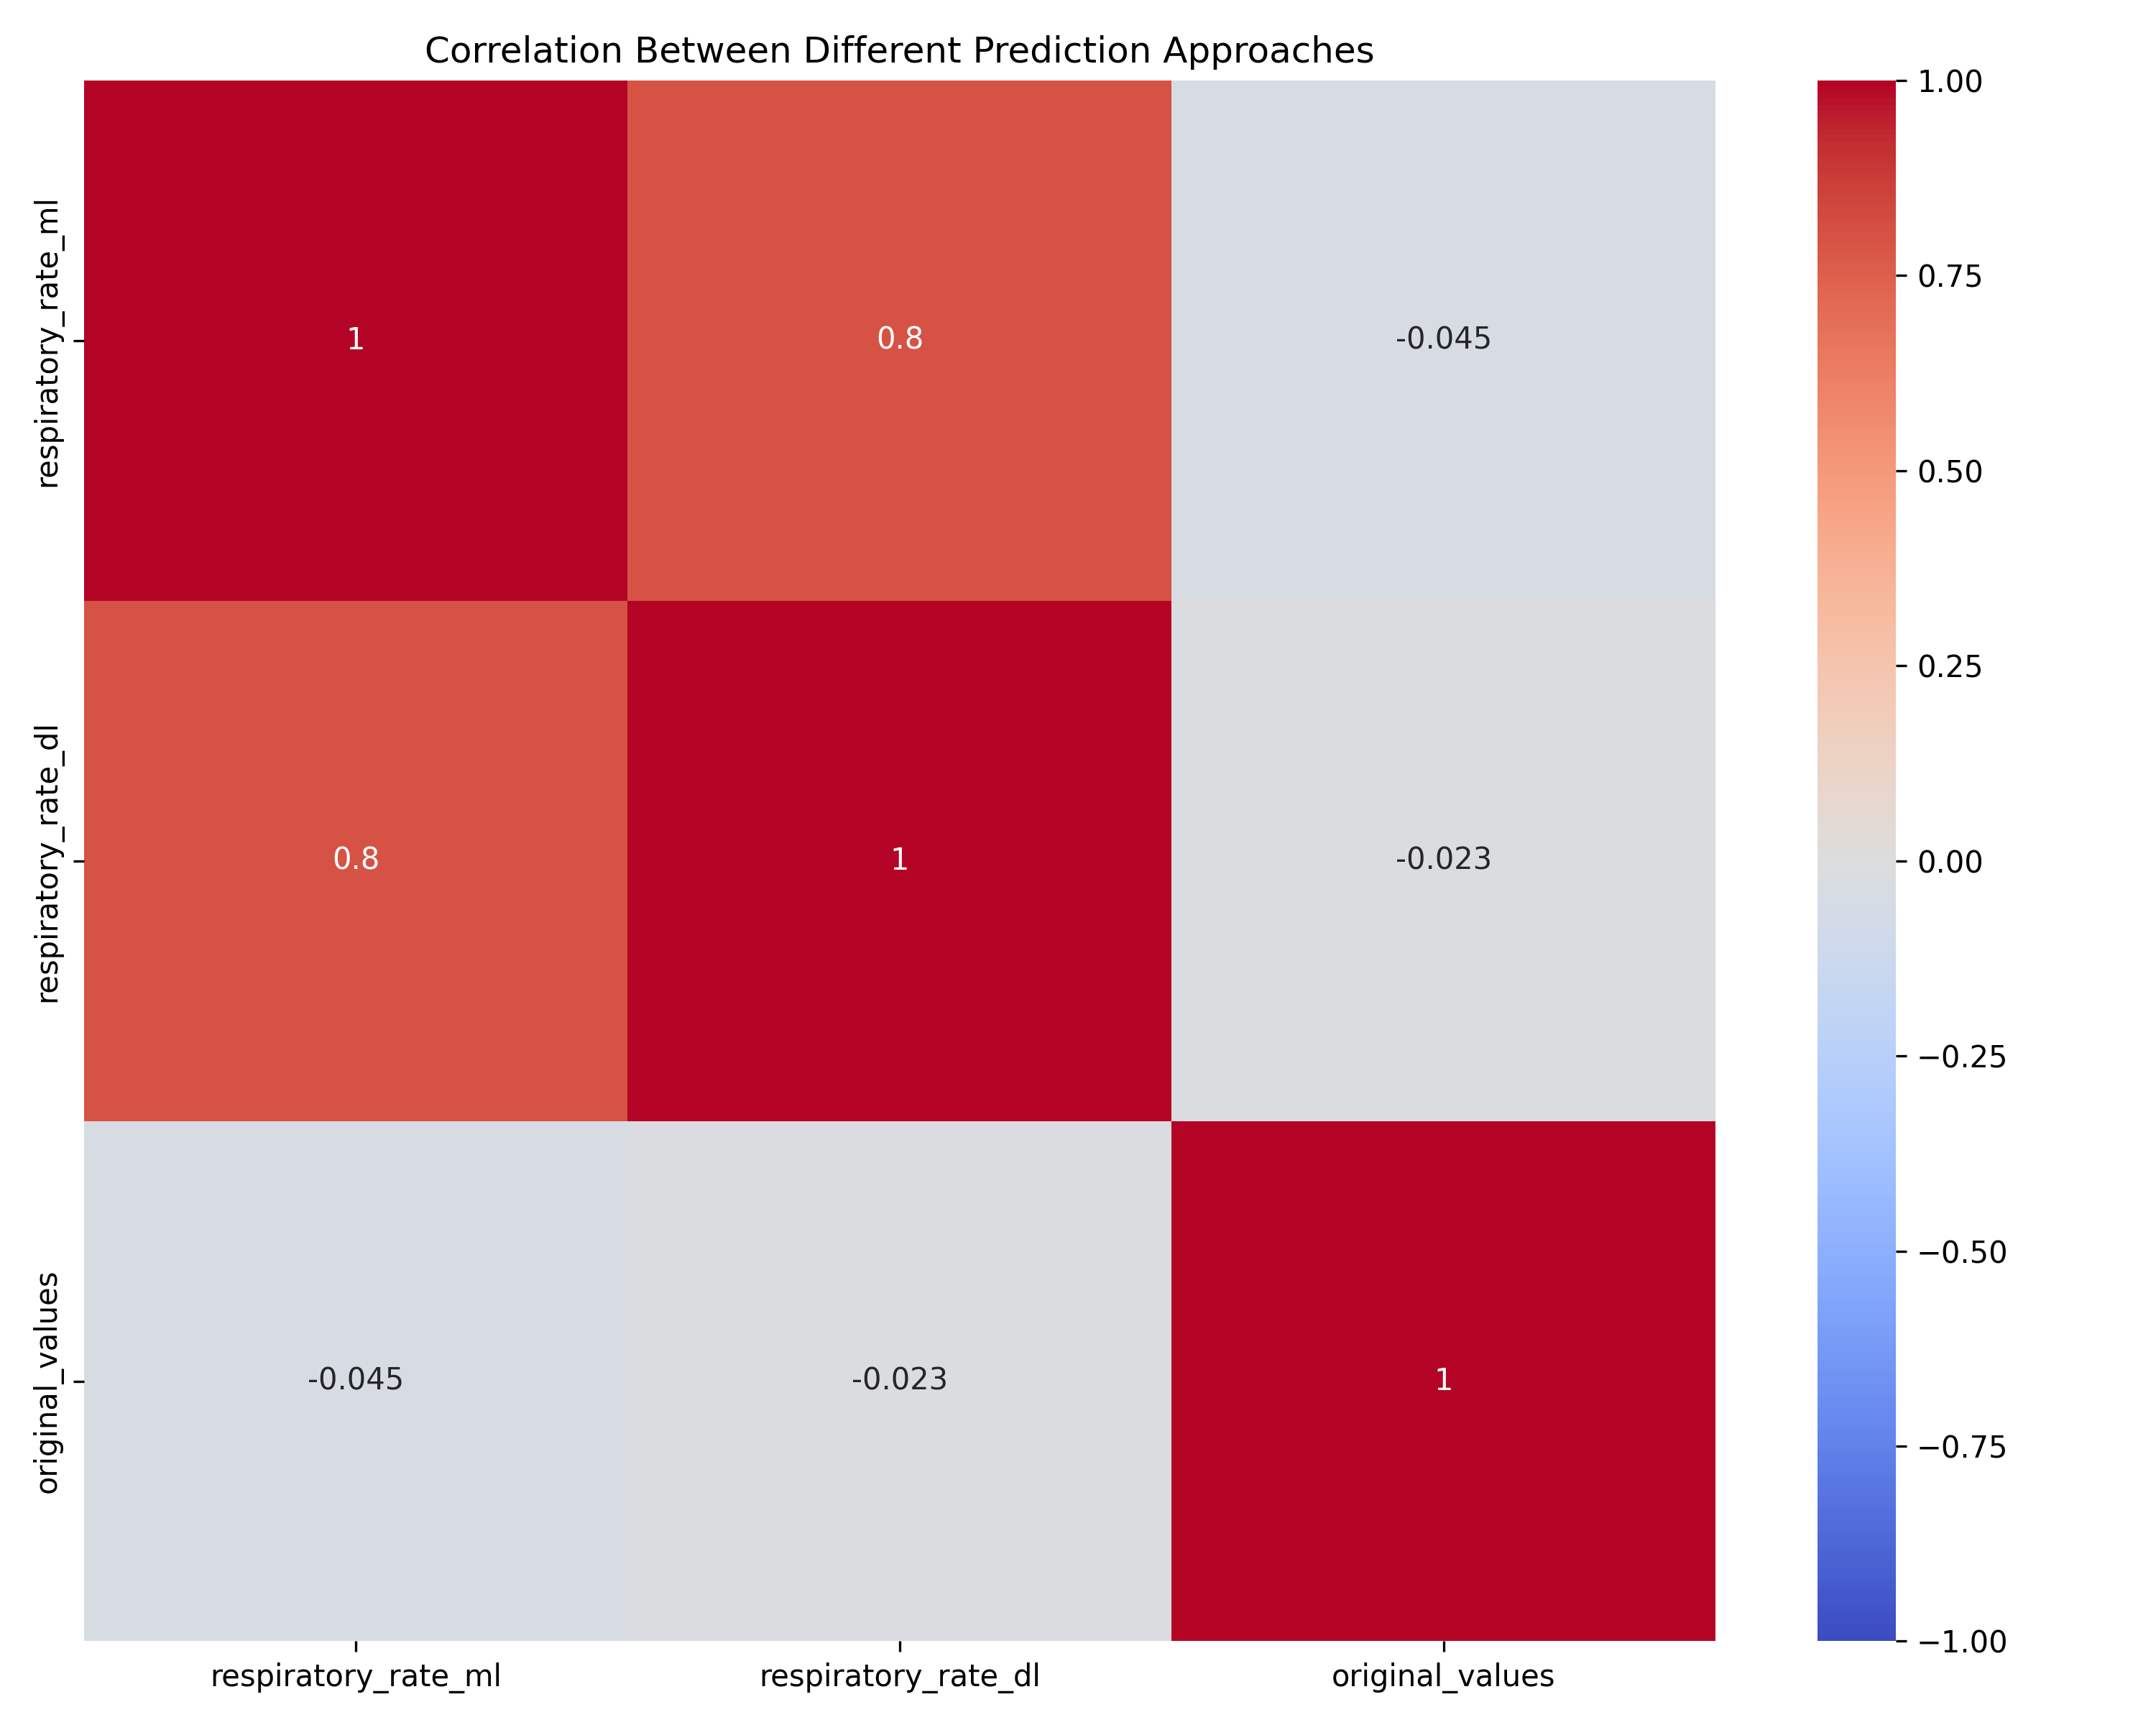 Correlation Between Different Prediction Approaches
respiratory_rate_ml
1
0.8
-0.045
respiratory_rate_dl
0.8
1
-0.023
original_values
-0.045
-0.023
1
respiratory_rate_ml
respiratory_rate_dl
original_values
1.00
0.75
0.50
0.25
0.00
−0.25
−0.50
−0.75
−1.00